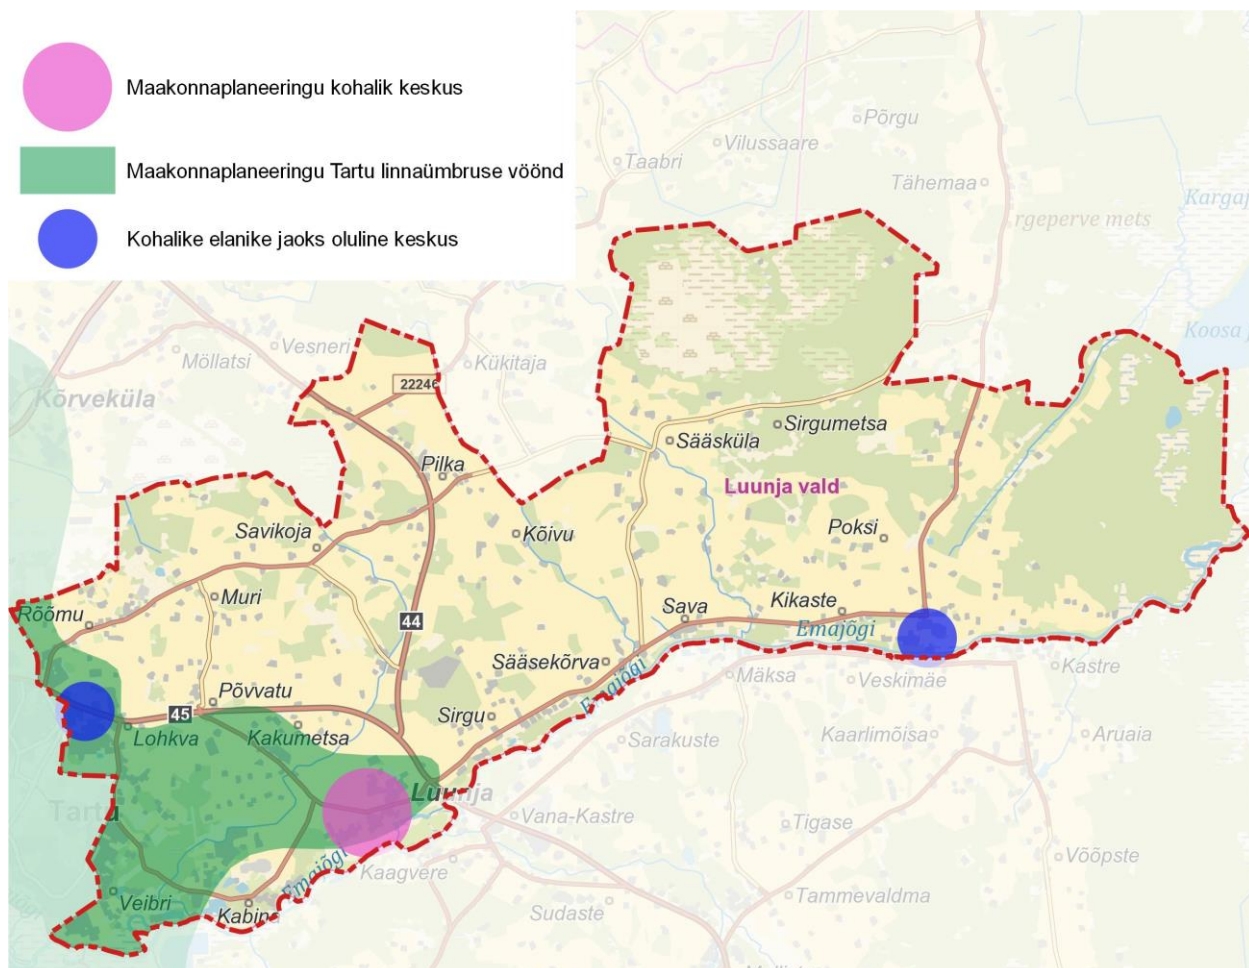 Maakonnaplaneeringu kohalik keskus
Maakonnaplaneeringu Tartu linnaümbruse vöönd
Kohalike elanike jaoks oluline keskus
Põrgu
Vilussaare
Taabri
Tähemaa
rgeperve mets
Kargaj
Koosa j
Vesneri
Möllatsi
Kükitaja
22246
Kõrveküla
Sirgumetsa
Sääsküla
Pilka
Luunja vald
Savikoja
Kõivu
Poksi
Muri
Rõõmu
44
Sava
Kikaste
Emajõgi
Sääsekõrva
Kastre
Mäksa
Veskimäe
Emajõgi
Põvvatu
45
Sirgu
Lohkva
Kakumetsa
Sarakuste
Kaarlimõisa
Aruaia
Luunja
Tartu
Vana-Kastre
Tigase
Emajõgi
Kaagvere
Vööpste
Veibri
Kabina
Sudaste
Tammevaldma